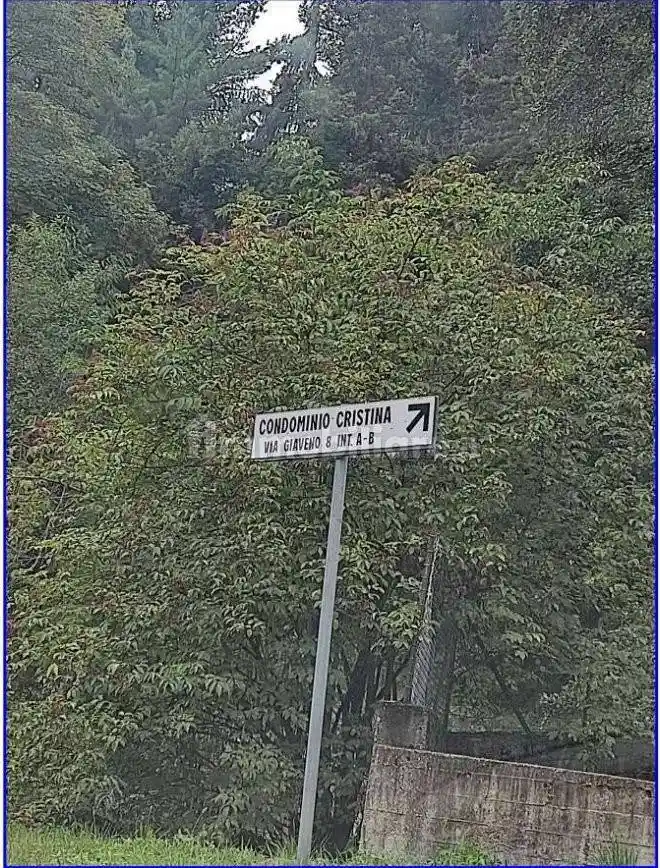 CONDOMINIO CRISTINA
VIA GIAVENO 8 INT. A-B